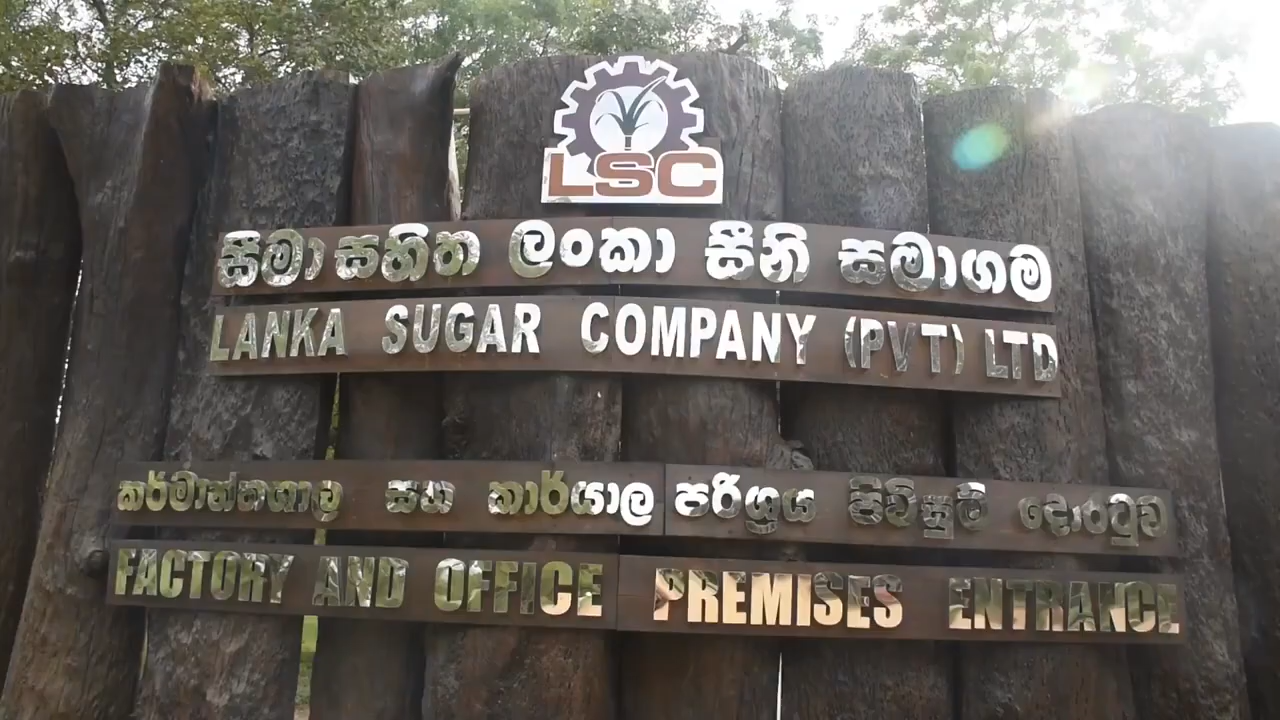 LSC
සීමාසහිත ලංකා සීනි සමාගම
LANKA SUGAR COMPANY (PVT) LTD
කර්මාන්තශාල සහ කාර්යාල පරිශ්‍රය පිවිසුම් දොරටුව
FACTORY AND OFFICE PREMISES ENTRANCE